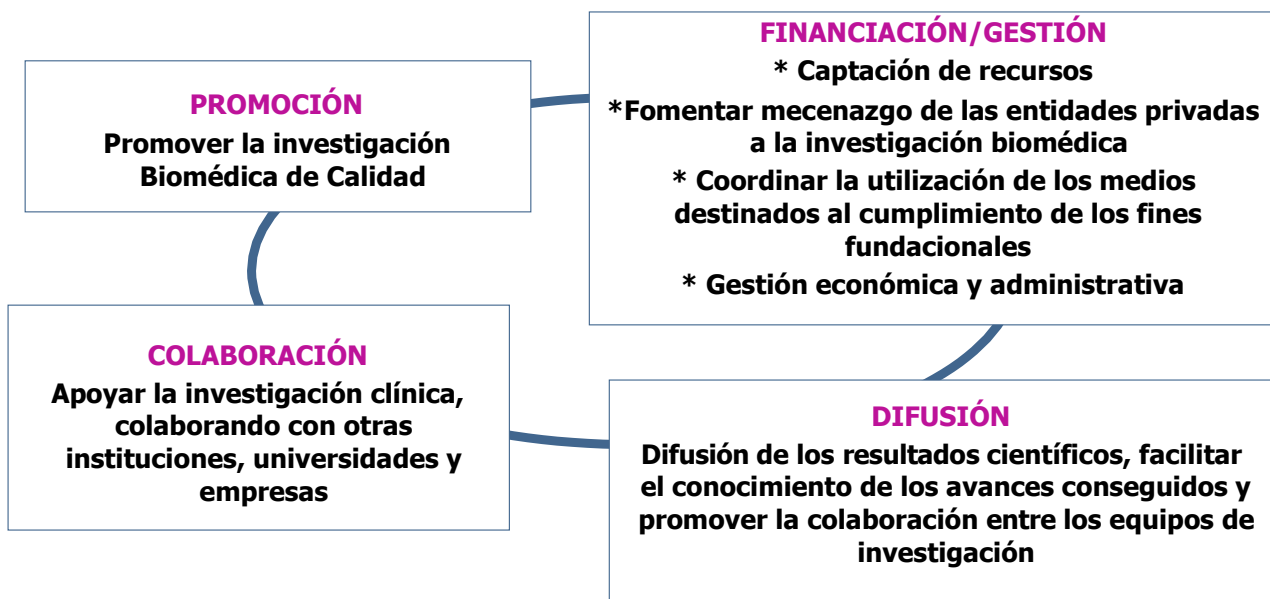 PROMOCIÓN
Promover la investigación
Biomédica de Calidad
FINANCIACIÓN/GESTIÓN
* Captación de recursos
*Fomentar mecenazgo de las entidades privadas
a la investigación biomédica
* Coordinar la utilización de los medios
destinados al cumplimiento de los fines
fundacionales
* Gestión económica y administrativa
COLABORACIÓN
Apoyar la investigación clínica,
colaborando con otras
instituciones, universidades y
empresas
DIFUSIÓN
Difusión de los resultados científicos, facilitar
el conocimiento de los avances conseguidos y
promover la colaboración entre los equipos de
investigación